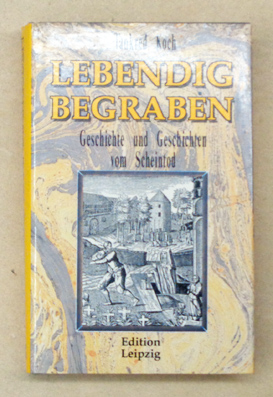 Koch
LEBENDIG
BEGRABEN
Geschichte und Geschichten
vom Scheintod
Edition
Leipzig